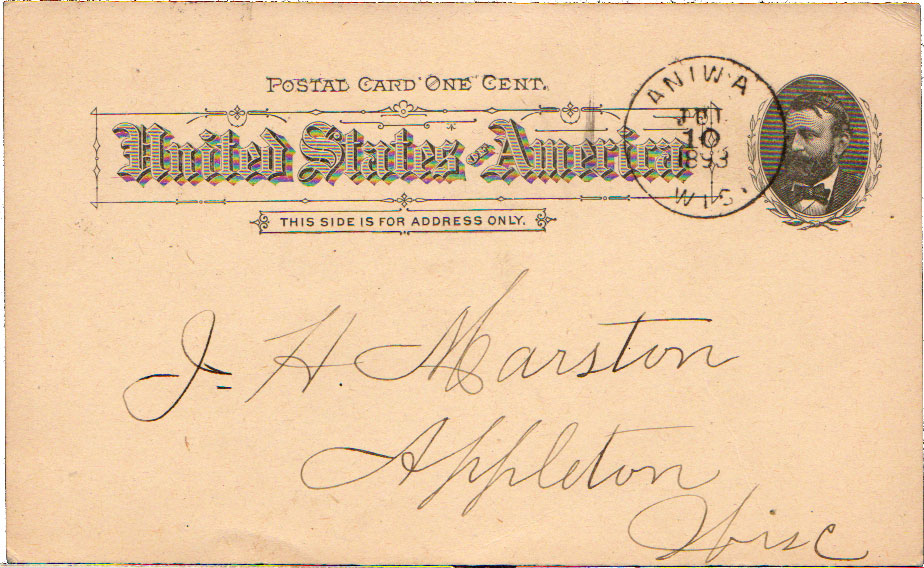 POSTAL CARD ONE CENT.
United States of America
THIS SIDE IS FOR ADDRESS ONLY.
ANIWA
10
1893
WIS.
J. H. Marston
Appleton
Wisc